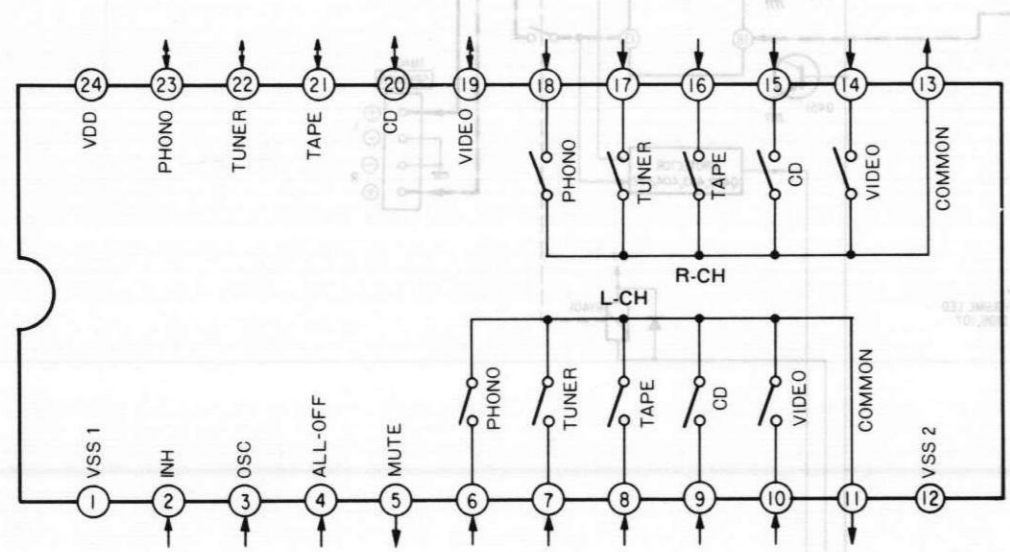 24 23 22 21 20 19 18 17 16 15 14 13
VDD PHONO TUNER TAPE CD VIDEO PHONO TUNER TAPE CD VIDEO COMMON
R-CH
L-CH
PHONO TUNER TAPE CD VIDEO COMMON
VSS 1 INH OSC ALL-OFF MUTE VSS 2
1 2 3 4 5 6 7 8 9 10 11 12